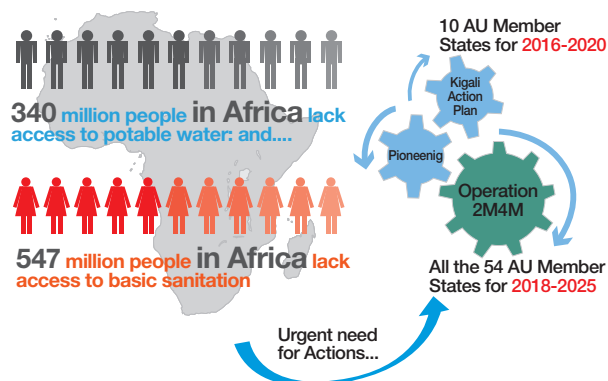 340 million people in Africa lack
access to potable water: and....
547 million people in Africa lack
access to basic sanitation
Urgent need
for Actions...
10 AU Member
States for 2016-2020
Kigali
Action
Plan
Pioneenig
Operation
2M4M
All the 54 AU Member
States for 2018-2025